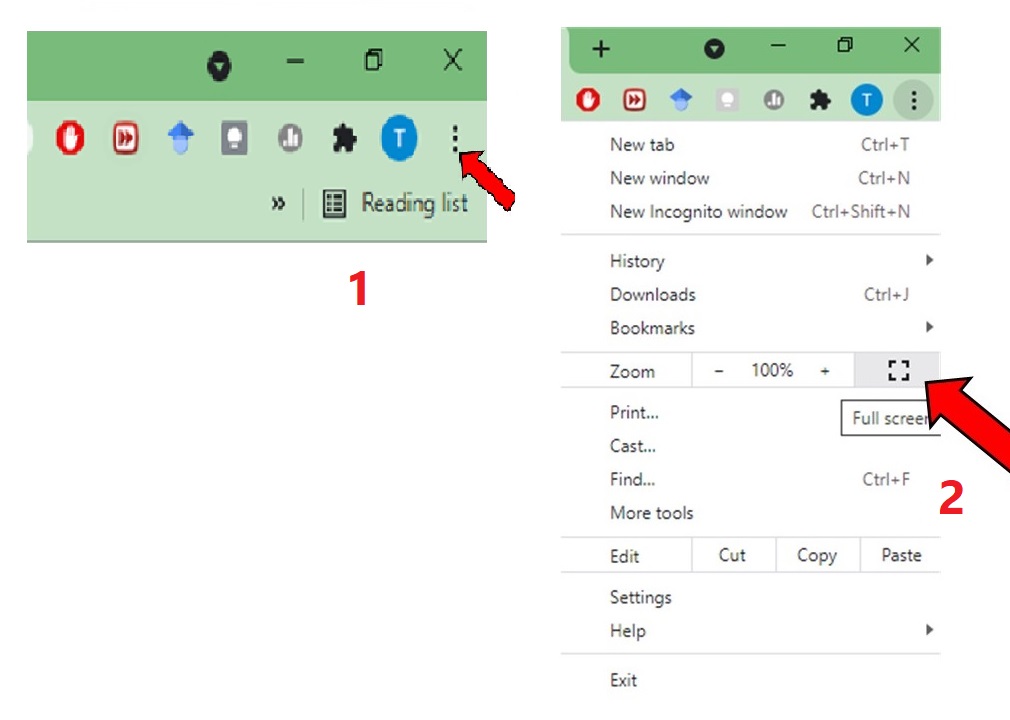 T
» Reading list
1
T
New tab Ctrl+T
New window Ctrl+N
New Incognito window Ctrl+Shift+N
History
Downloads Ctrl+J
Bookmarks
Zoom - 100% +
Print...
Full screen
Cast...
Find... Ctrl+F
2
More tools
Edit Cut Copy Paste
Settings
Help
Exit